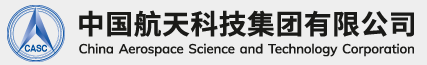 CASC
中国航天科技集团有限公司
China Aerospace Science and Technology Corporation